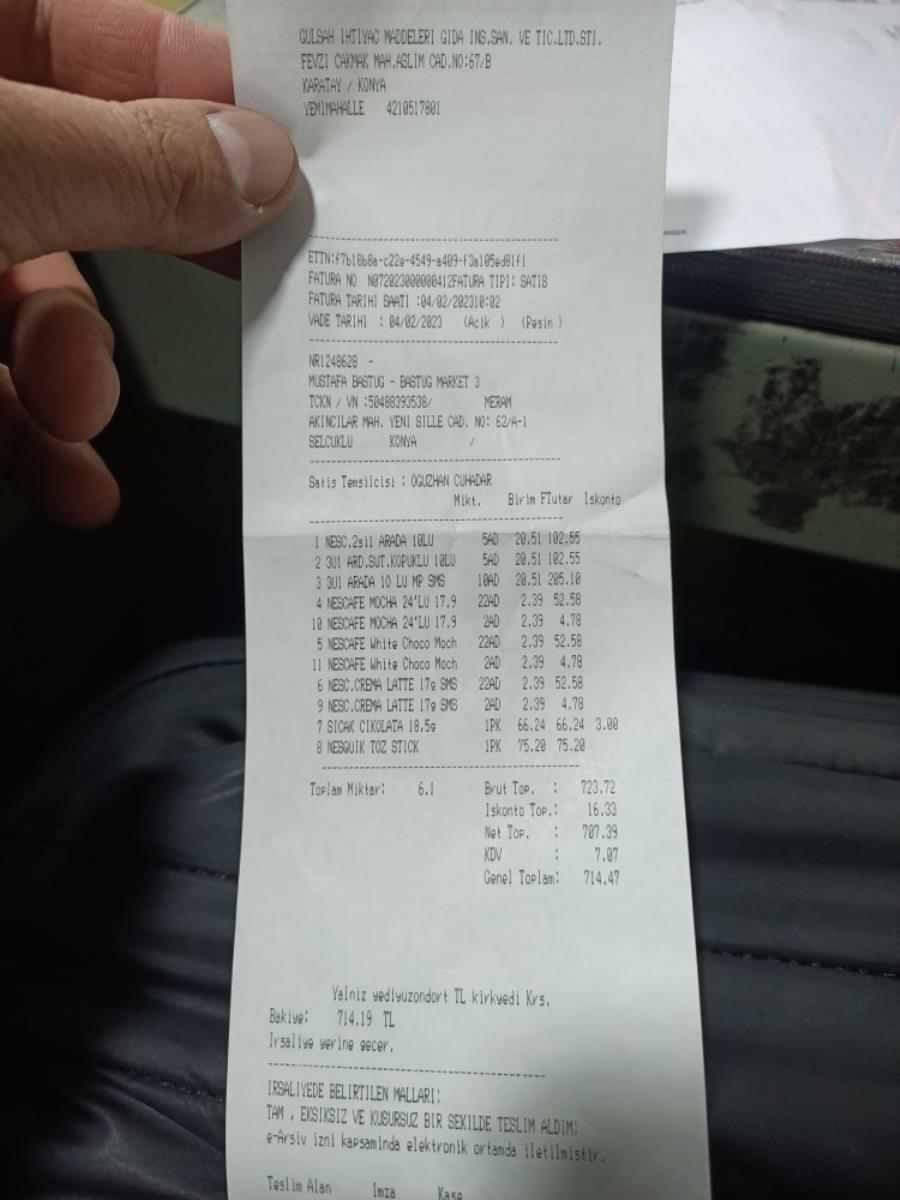 GULSAH IHTIYAC MADDELERI GIDA INS.SAN. VE TIC.LTD.STI.
FEVZI CAKMAK MAH.ASLIM CAD.NO:67/B
KARATAY / KONYA
YEMIMAHALLE 4210517801
ETTN:f7b18b8a-c22e-4549-a409-f3a105ed81f1
FATURA NO N072023000000412FATURA TIPI: SATIS
FATURA TARIHI SAATI :04/02/202310:02
VADE TARIHI : 04/02/2023 (Acik ) (Pesin )
NR1248628 -
MUSTAFA BASTUG - BASTUG MARKET 3
TCKN / VN :50488393538/ MERAM
AKINCILAR MAH. YENI SILLE CAD. NO: 62/A-1
SELCUKLU KONYA /
Satis Temsilcisi : OGUZHAN CUHADAR
Mikt. Birim FTutar Iskonto
1 NESC.2si1 ARADA 10LU 5AD 20.51 102.55
2 3U1 ARD.SUT.KOPUKLU 10LU 5AD 20.51 102.55
3 3U1 ARADA 10 LU MP SMS 10AD 20.51 205.10
4 NESCAFE MOCHA 24'LU 17.9 22AD 2.39 52.58
10 NESCAFE MOCHA 24'LU 17.9 2AD 2.39 4.78
5 NESCAFE White Choco Moch 22AD 2.39 52.58
11 NESCAFE White Choco Moch 2AD 2.39 4.78
6 NESC.CREMA LATTE 17g SMS 22AD 2.39 52.58
9 NESC.CREMA LATTE 17g SMS 2AD 2.39 4.78
7 SICAK CIKOLATA 18.5g 1PK 66.24 66.24 3.00
8 NESQUIK TOZ STICK 1PK 75.20 75.20
Toplam Miktar: 6.1 Brut Top. : 723.72
Iskonto Top.: 16.33
Net Top. : 707.39
KDV : 7.07
Genel Toplam: 714.47
Yalniz yediyuzondort TL kirkyedi Krs.
Bakiye: 714.19 TL
Irsaliye yerine gecer.
IRSALIYEDE BELIRTILEN MALLARI:
TAM , EKSIKSIZ VE KUSURSUZ BIR SEKILDE TESLIM ALDIM:
e-Arsiv izni kapsaminda elektronik ortamda iletilmistir.
Teslim Alan Imza Kase